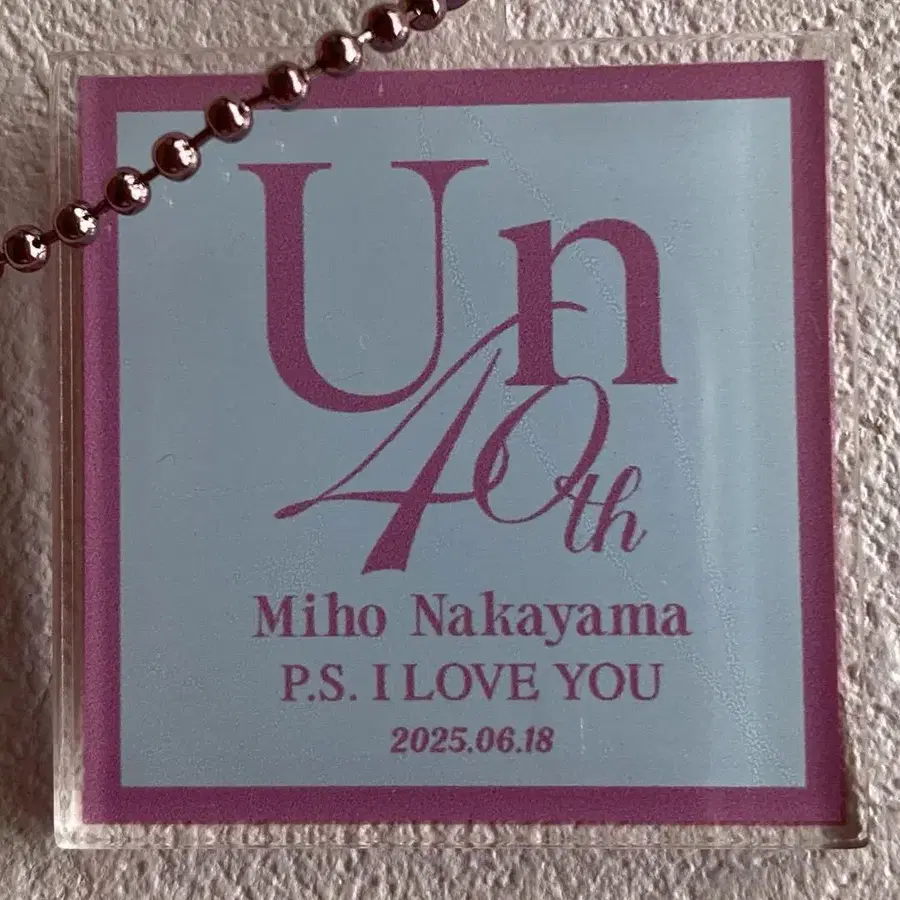 Un
40th
Miho Nakayama
P.S. I LOVE YOU
2025.06.18